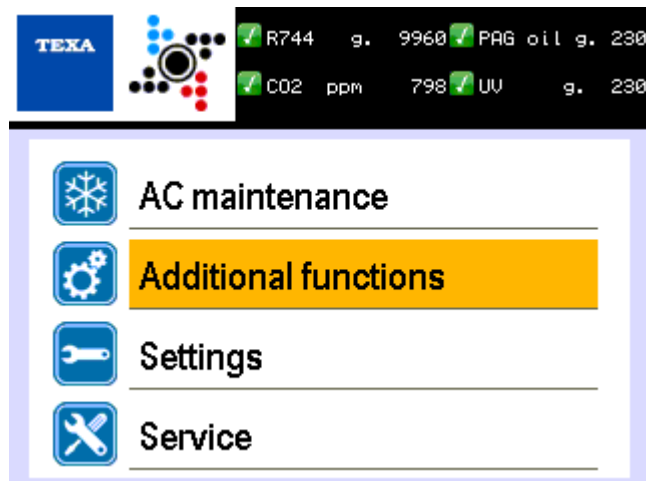 TEXA
R744 g. 9960 PAG oil g. 230
CO2 ppm 798 UV g. 230
AC maintenance
Additional functions
Settings
Service